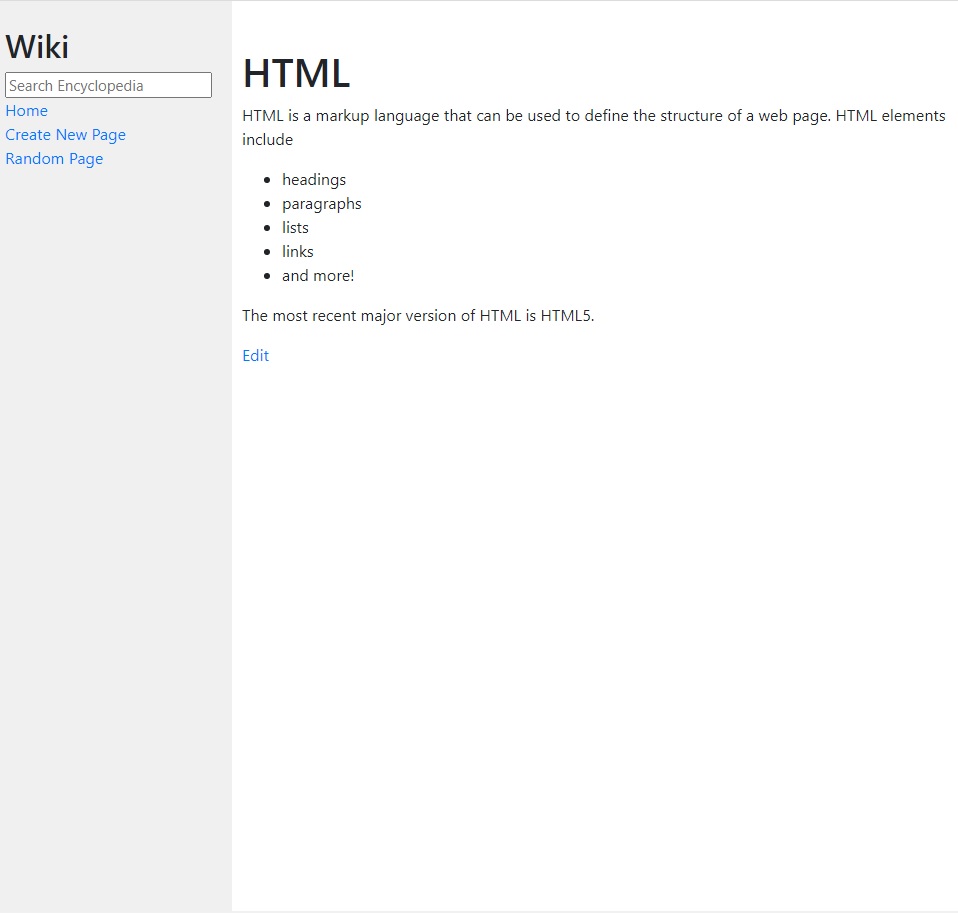 Wiki
Search Encyclopedia
Home
Create New Page
Random Page
HTML
HTML is a markup language that can be used to define the structure of a web page. HTML elements
include
headings
paragraphs
lists
links
and more!
The most recent major version of HTML is HTML5.
Edit